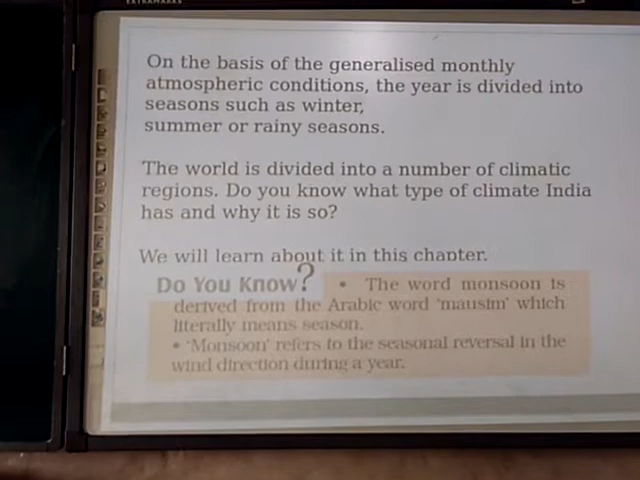 EXTRAMARKS
On the basis of the generalised monthly
atmospheric conditions, the year is divided into
seasons such as winter,
summer or rainy seasons.
The world is divided into a number of climatic
regions. Do you know what type of climate India
has and why it is so?
We will learn about it in this chapter.
Do You Know? • The word monsoon is
derived from the Arabic word 'mausim' which
literally means season.
• 'Monsoon' refers to the seasonal reversal in the
wind direction during a year.